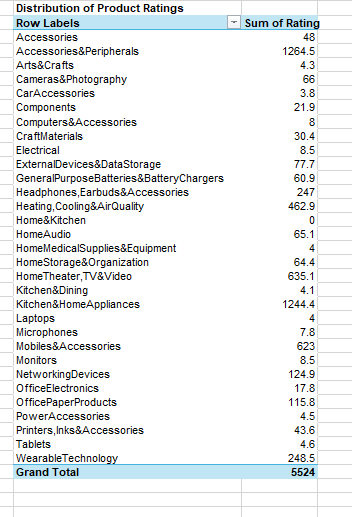 Distribution of Product Ratings
Row Labels Sum of Rating
Accessories 48
Accessories&Peripherals 1264.5
Arts&Crafts 4.3
Cameras&Photography 66
CarAccessories 3.8
Components 21.9
Computers&Accessories 8
CraftMaterials 30.4
Electrical 8.5
ExternalDevices&DataStorage 77.7
GeneralPurposeBatteries&BatteryChargers 60.9
Headphones,Earbuds&Accessories 247
Heating,Cooling&AirQuality 462.9
Home&Kitchen 0
HomeAudio 65.1
HomeMedicalSupplies&Equipment 4
HomeStorage&Organization 64.4
HomeTheater,TV&Video 635.1
Kitchen&Dining 4.1
Kitchen&HomeAppliances 1244.4
Laptops 4
Microphones 7.8
Mobiles&Accessories 623
Monitors 8.5
NetworkingDevices 124.9
OfficeElectronics 17.8
OfficePaperProducts 115.8
PowerAccessories 4.5
Printers,Inks&Accessories 43.6
Tablets 4.6
WearableTechnology 248.5
Grand Total 5524